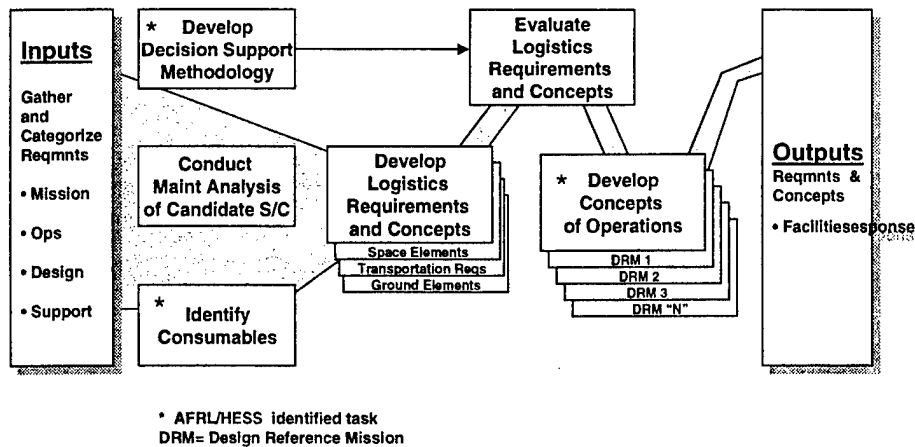 Inputs
Gather
and
Categorize
Reqmnts
• Mission
• Ops
• Design
• Support
* Develop
Decision Support
Methodology
Conduct
Maint Analysis
of Candidate S/C
* Identify
Consumables
Develop
Logistics
Requirements
and Concepts
Space Elements
Transportation Reqs
Ground Elements
Evaluate
Logistics
Requirements
and Concepts
* Develop
Concepts
of Operations
DRM 1
DRM 2
DRM 3
DRM “N”
Outputs
Reqmnts &
Concepts
• Facilitiesesponse
* AFRL/HESS identified task
DRM= Design Reference Mission